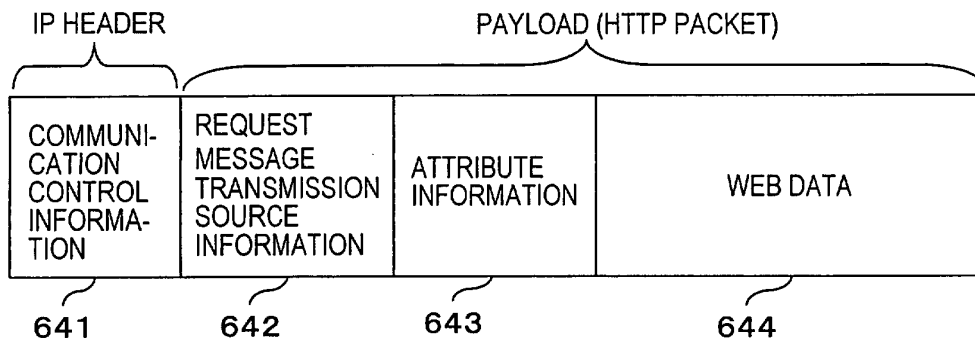 IP HEADER
PAYLOAD (HTTP PACKET)
COMMUNI-
CATION
CONTROL
INFORMA-
TION
REQUEST
MESSAGE
TRANSMISSION
SOURCE
INFORMATION
ATTRIBUTE
INFORMATION
WEB DATA
641
642
643
644